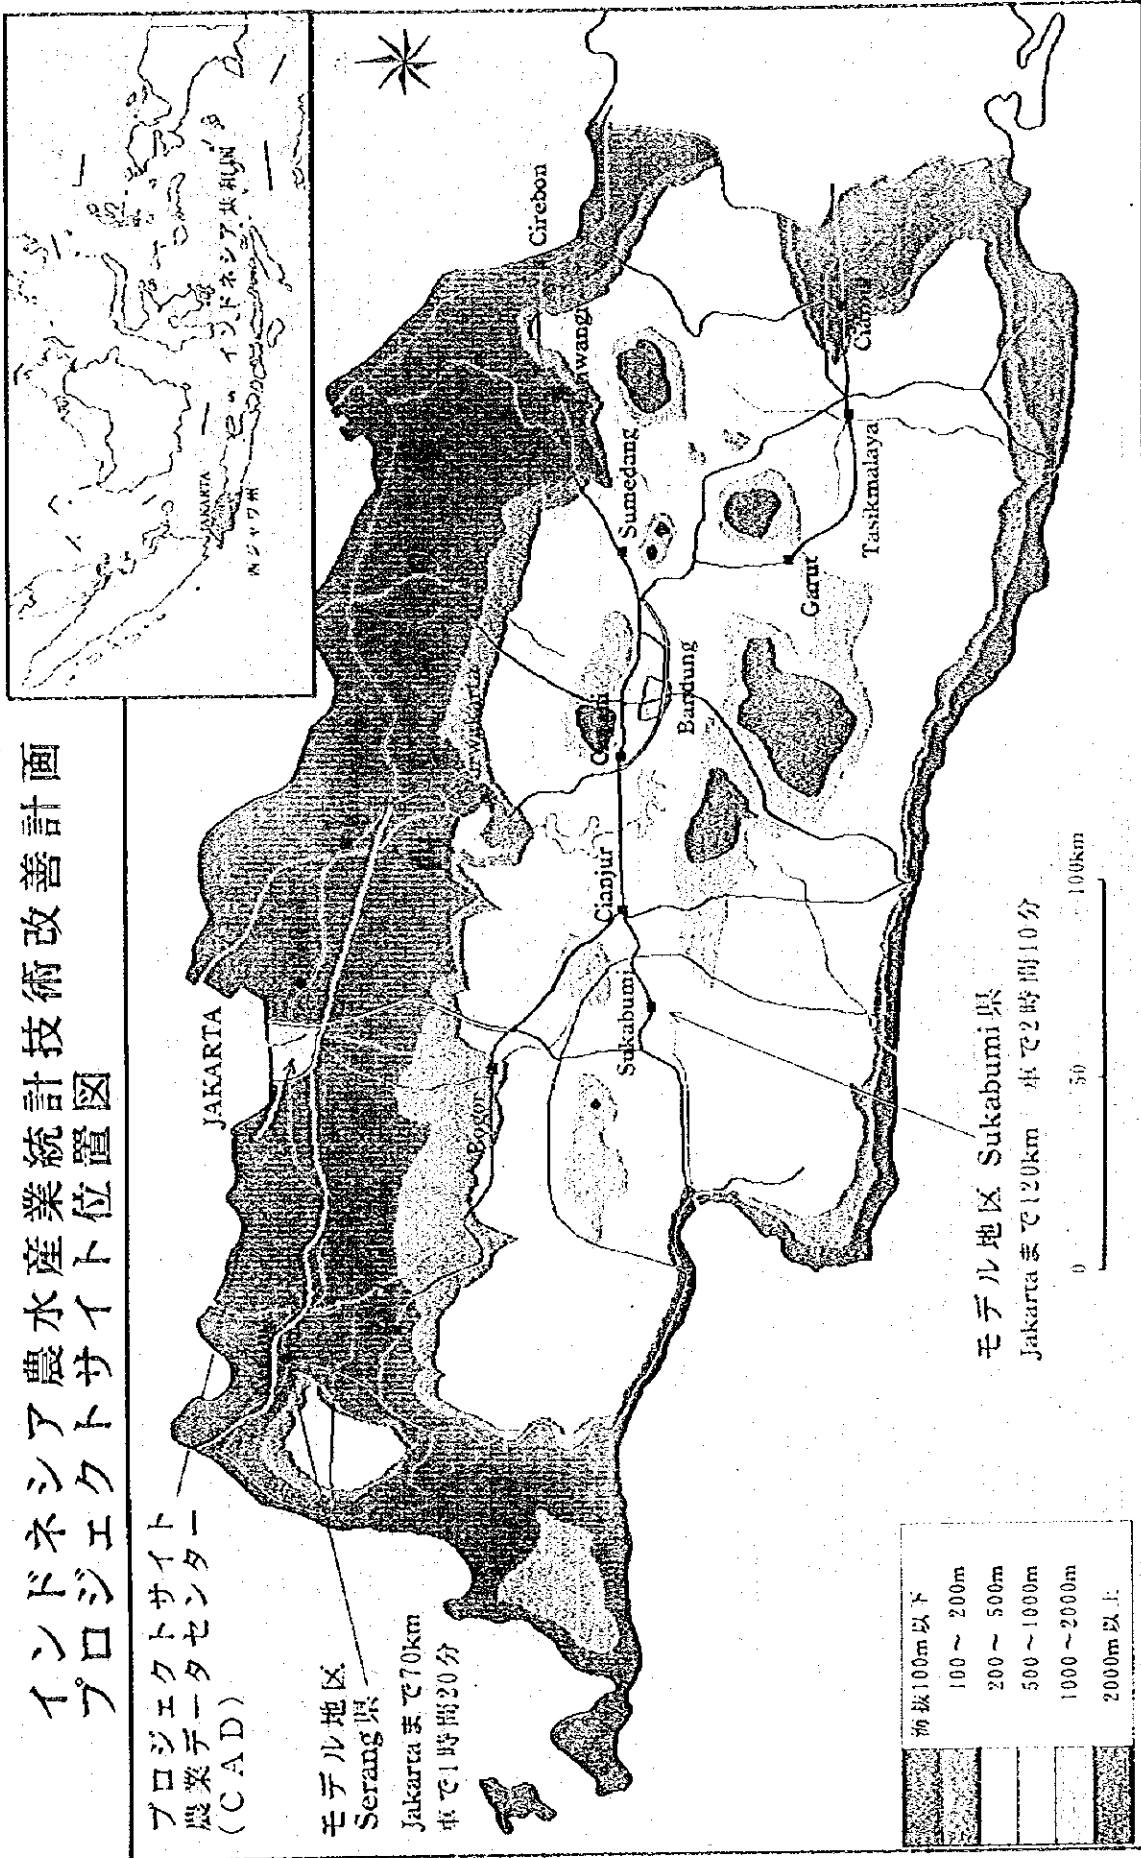 インドネシア農水産業統計技術改善計画
プロジェクトサイト位置図
プロジェクトサイト
農業データセンター
(CAD)
モデル地区
Serang県
Jakartaまで70km
車で1時間20分
JAKARTA
インドネシア共和国
西ジャワ州
JAKARTA
Cirebon
Sumedang
Bandung
Garut
Tasikmalaya
Ciamis
Cianjur
Sukabumi
Bogor
モデル地区 Sukabumi県
Jakartaまで120km 車で2時間10分
0 50 100km
海抜100m以下
100~200m
200~500m
500~1000m
1000~2000m
2000m以上